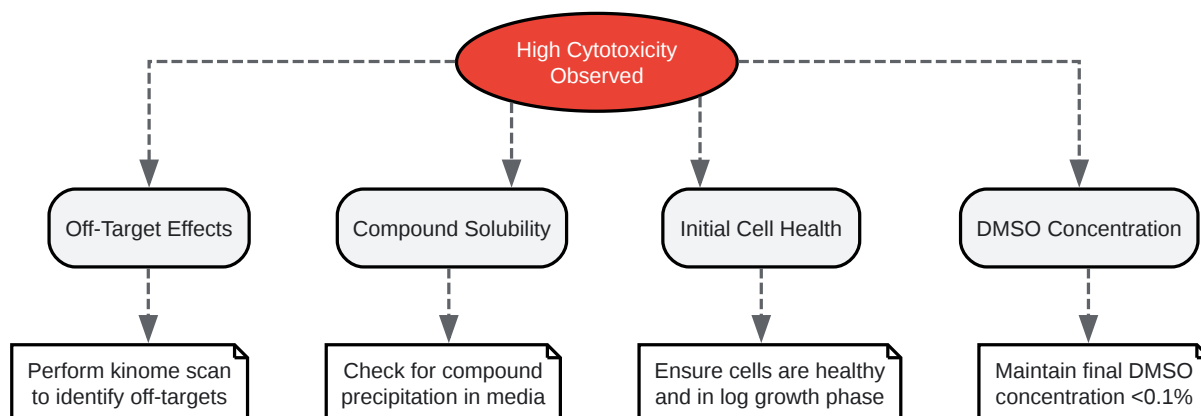 High Cytotoxicity
Observed
Off-Target Effects
Compound Solubility
Initial Cell Health
DMSO Concentration
Perform kinome scan
to identify off-targets
Check for compound
precipitation in media
Ensure cells are healthy
and in log growth phase
Maintain final DMSO
concentration <0.1%